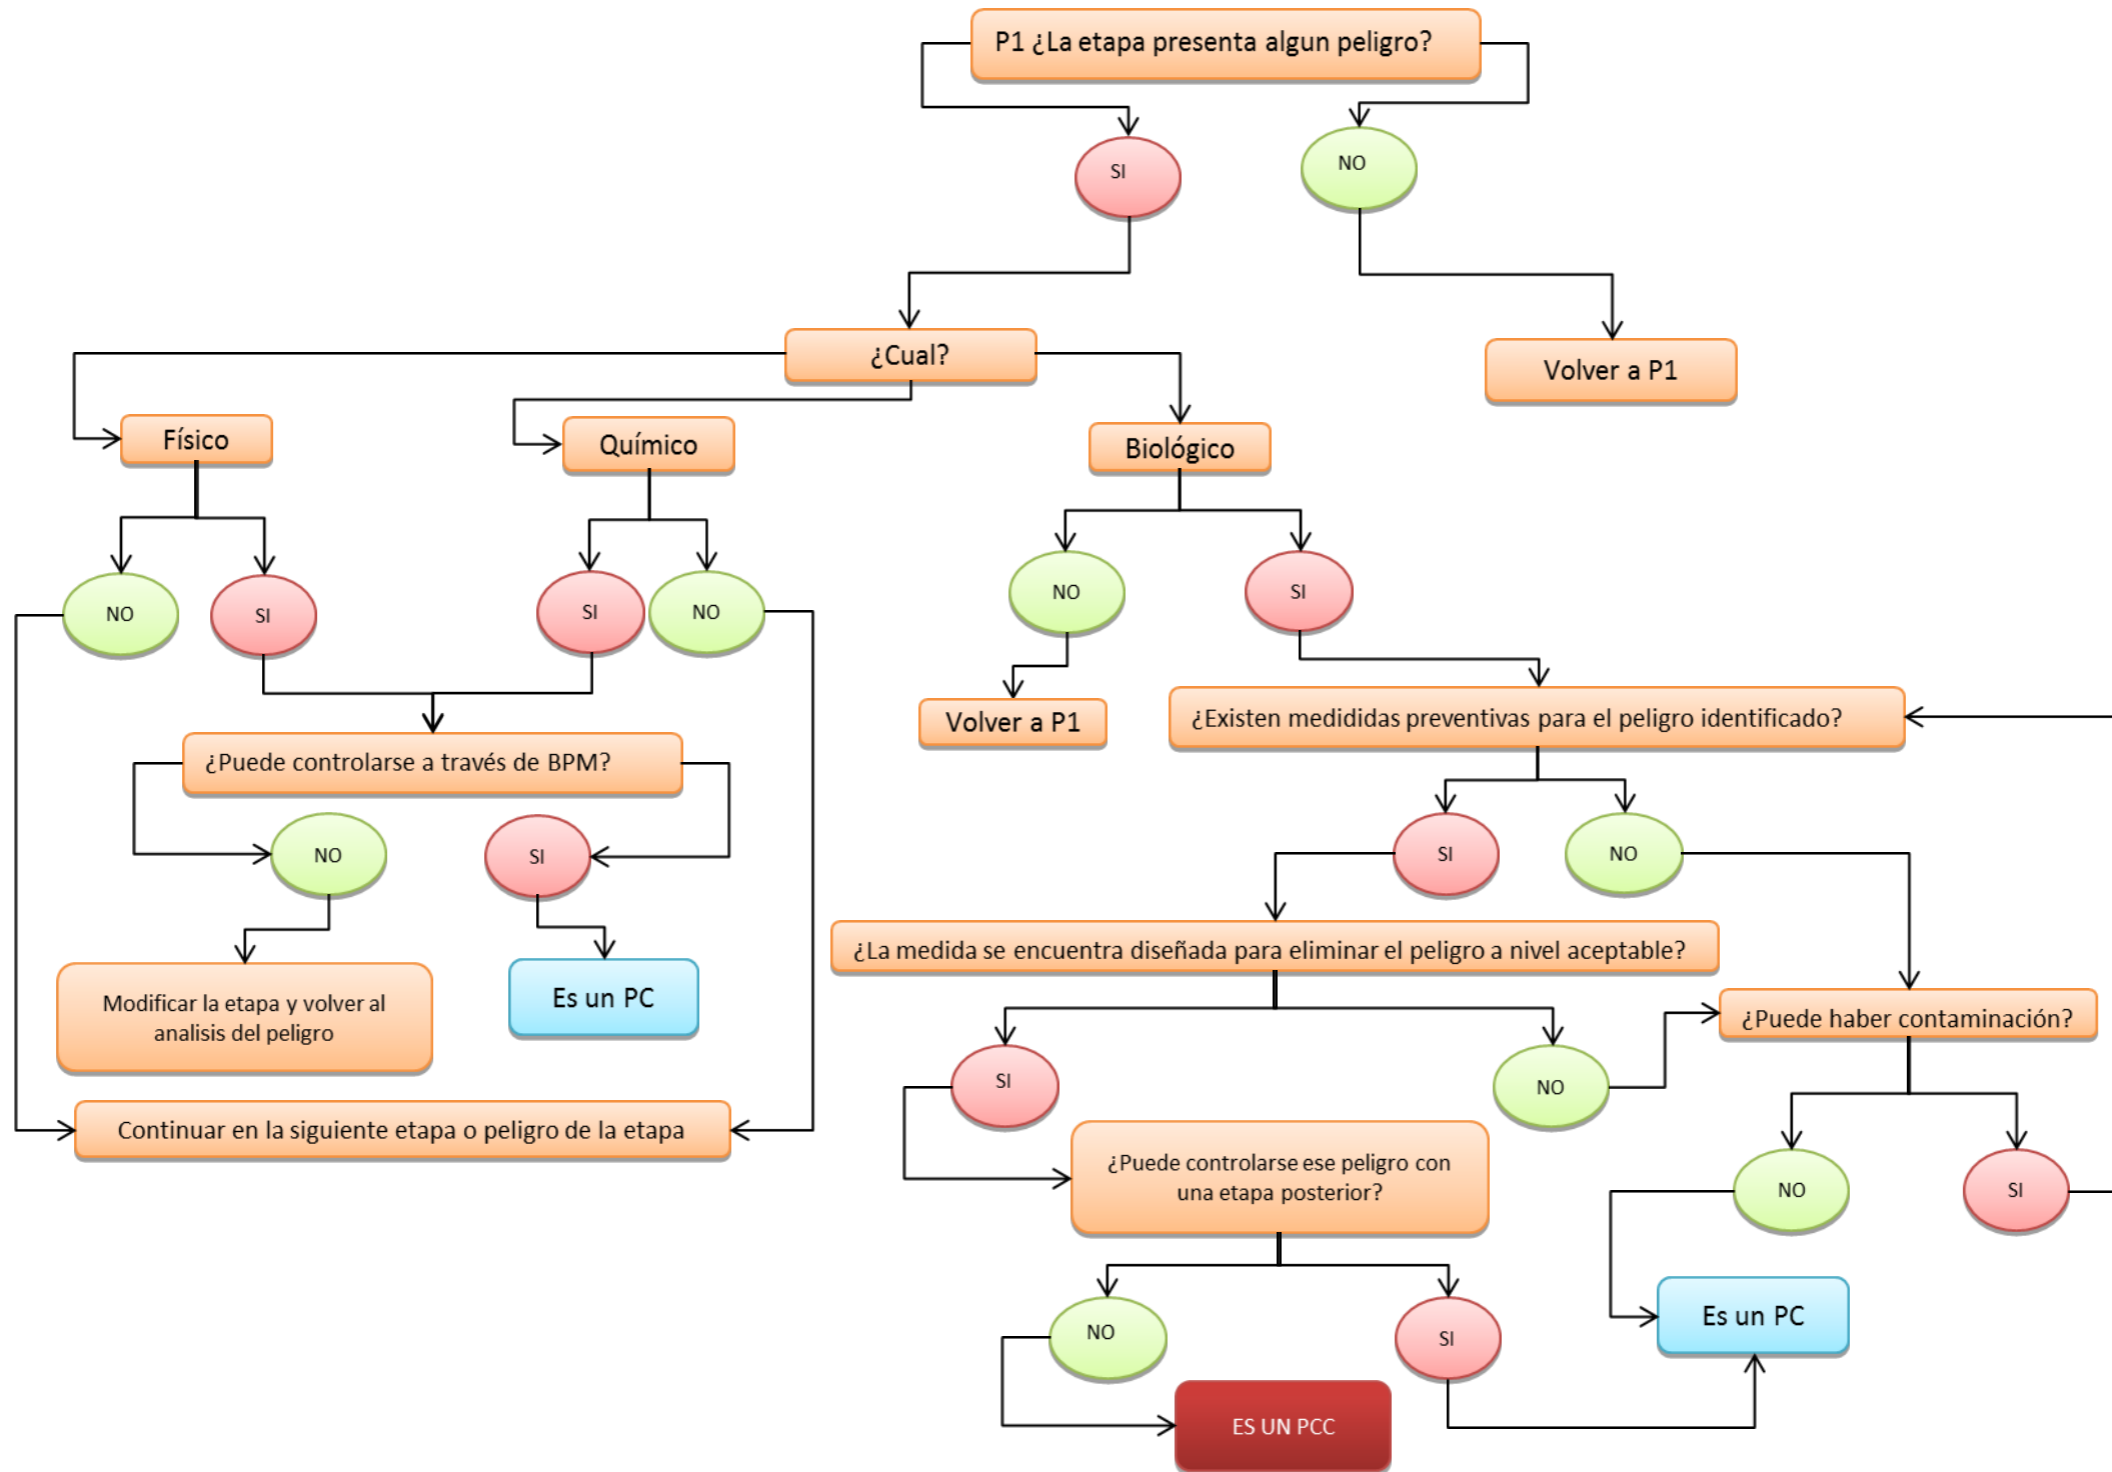 P1 ¿La etapa presenta algun peligro?
SI
NO
¿Cual?
Volver a P1
Físico
Químico
Biológico
NO
SI
SI
NO
NO
SI
Volver a P1
¿Existen medididas preventivas para el peligro identificado?
¿Puede controlarse a través de BPM?
NO
SI
SI
NO
¿La medida se encuentra diseñada para eliminar el peligro a nivel aceptable?
Modificar la etapa y volver al
analisis del peligro
Es un PC
¿Puede haber contaminación?
SI
NO
Continuar en la siguiente etapa o peligro de la etapa
¿Puede controlarse ese peligro con
una etapa posterior?
NO
SI
NO
SI
Es un PC
ES UN PCC